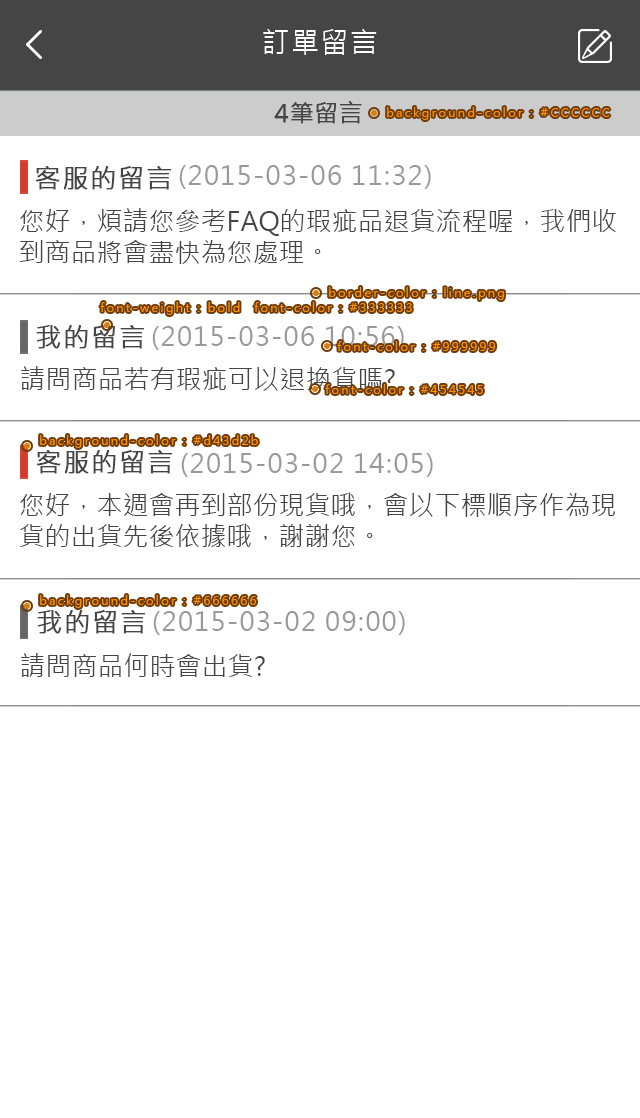 訂單留言
4筆留言 background-color : #CCCCCC
客服的留言 (2015-03-06 11:32)
您好，煩請您參考FAQ的瑕疵品退貨流程喔，我們收
到商品將會盡快為您處理。
border-color : line.png
font-weight : bold font-color : #333333
我的留言 (2015-03-06 10:56)
font-color : #999999
請問商品若有瑕疵可以退換貨嗎?
font-color : #454545
background-color : #d43d2b
客服的留言 (2015-03-02 14:05)
您好，本週會再到部份現貨哦，會以下標順序作為現
貨的出貨先後依據哦，謝謝您。
background-color : #666666
我的留言 (2015-03-02 09:00)
請問商品何時會出貨?